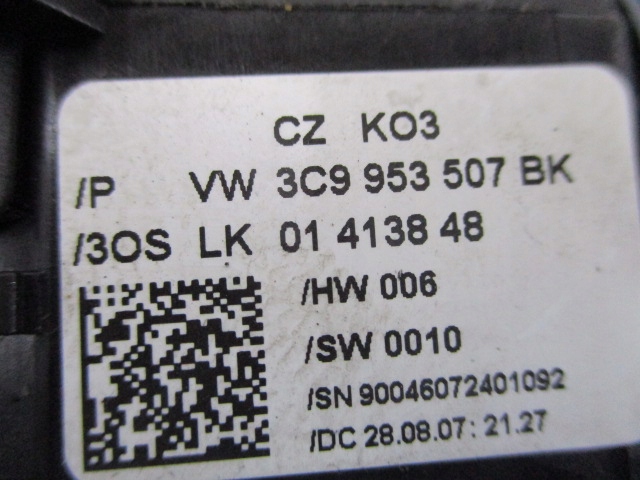 CZ KO3
/P VW 3C9 953 507 BK
/3OS LK 01 4138 48
/HW 006
/SW 0010
/SN 90046072401092
/DC 28.08.07: 21.27